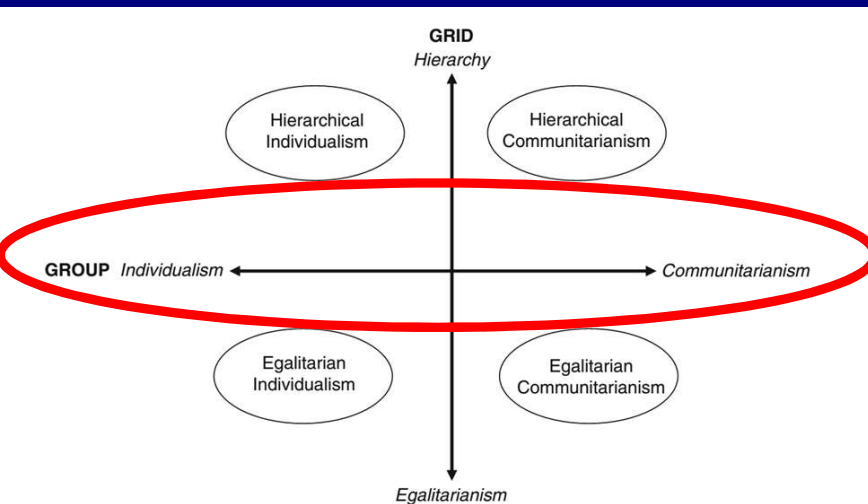 GRID
Hierarchy
Hierarchical
Individualism
Hierarchical
Communitarianism
GROUP Individualism
Communitarianism
Egalitarian
Individualism
Egalitarian
Communitarianism
Egalitarianism